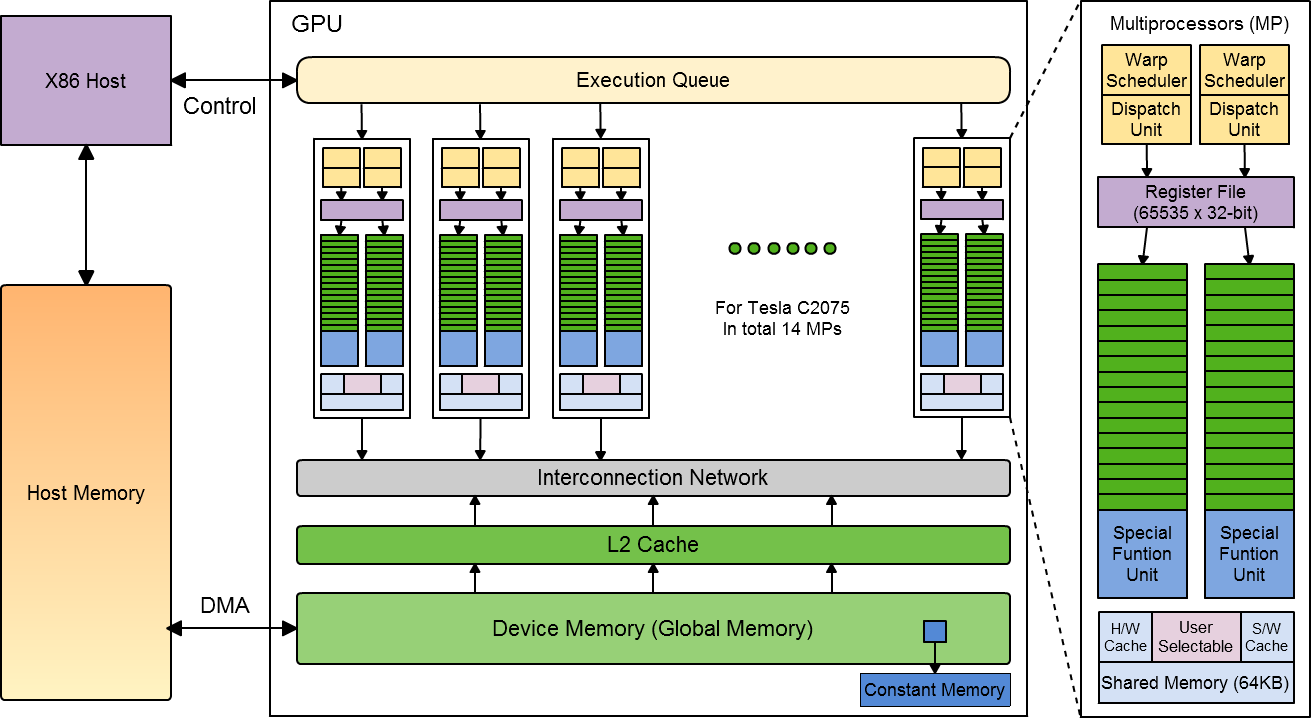 X86 Host
Control
Host Memory
DMA
GPU
Execution Queue
For Tesla C2075
In total 14 MPs
Interconnection Network
L2 Cache
Device Memory (Global Memory)
Constant Memory
Multiprocessors (MP)
Warp
Scheduler
Dispatch
Unit
Warp
Scheduler
Dispatch
Unit
Register File
(65535 x 32-bit)
Special
Funtion
Unit
Special
Funtion
Unit
H/W
Cache
User
Selectable
S/W
Cache
Shared Memory (64KB)